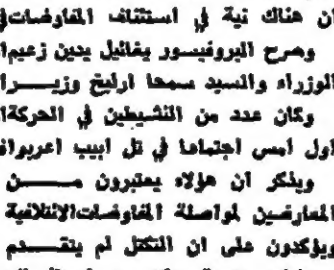 ان هناك نية في استئناف المفاوضات
وصرح البروفيسور يفائيل يدين زعيم
الوزراء والسيد سمحا ارليخ وزيرا
وكان عدد من النشيطين في الحركة
اول امس اجتماعا في تل ابيب اعربوا
ويذكر ان هؤلاء يعتبرون من
المعارضين لمواصلة المفاوضات الائتلافية
ويؤكدون على ان التكتل لم يتقدم